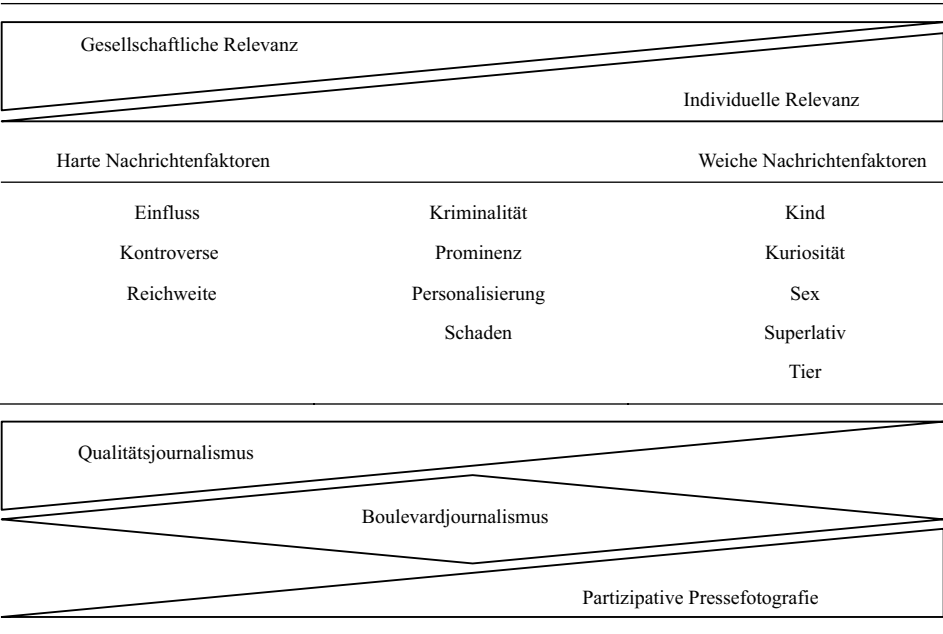 Gesellschaftliche Relevanz
Individuelle Relevanz
Harte Nachrichtenfaktoren Weiche Nachrichtenfaktoren
Einfluss Kriminalität Kind
Kontroverse Prominenz Kuriosität
Reichweite Personalisierung Sex
Schaden Superlativ
Tier
Qualitätsjournalismus
Boulevardjournalismus
Partizipative Pressefotografie